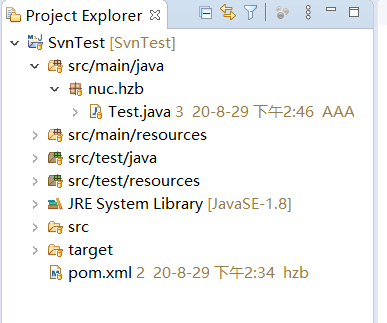 Project Explorer
SvnTest [SvnTest]
src/main/java
nuc.hzb
Test.java 3 20-8-29 下午2:46 AAA
src/main/resources
src/test/java
src/test/resources
JRE System Library [JavaSE-1.8]
src
target
pom.xml 2 20-8-29 下午2:34 hzb